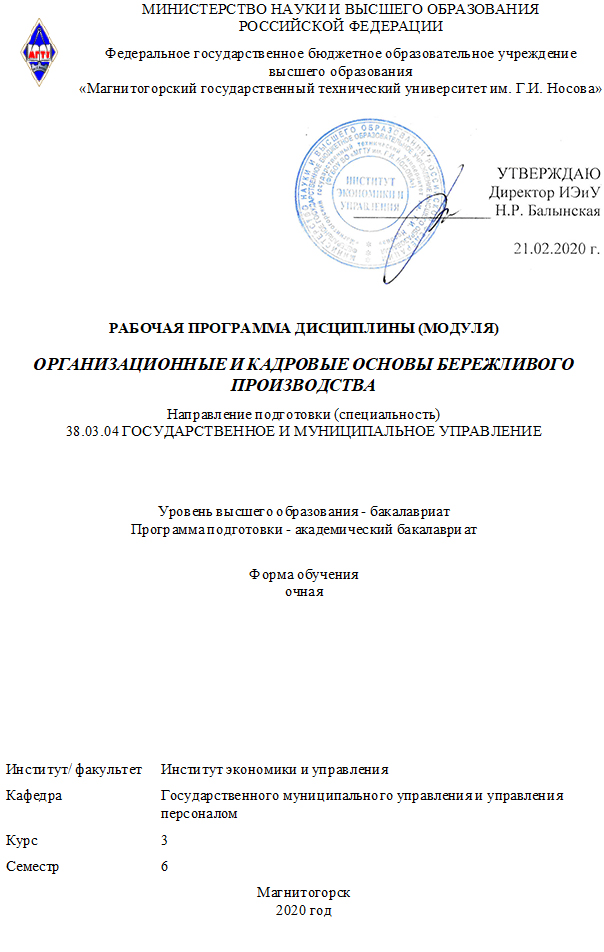 МИНИСТЕРСТВО НАУКИ И ВЫСШЕГО ОБРАЗОВАНИЯ
РОССИЙСКОЙ ФЕДЕРАЦИИ
Федеральное государственное бюджетное образовательное учреждение
высшего образования
«Магнитогорский государственный технический университет им. Г.И. Носова»
МГТУ
ИНСТИТУТ
ЭКОНОМИКИ И
УПРАВЛЕНИЯ
УТВЕРЖДАЮ
Директор ИЭиУ
Н.Р. Балынская
21.02.2020 г.
РАБОЧАЯ ПРОГРАММА ДИСЦИПЛИНЫ (МОДУЛЯ)
ОРГАНИЗАЦИОННЫЕ И КАДРОВЫЕ ОСНОВЫ БЕРЕЖЛИВОГО
ПРОИЗВОДСТВА
Направление подготовки (специальность)
38.03.04 ГОСУДАРСТВЕННОЕ И МУНИЦИПАЛЬНОЕ УПРАВЛЕНИЕ
Уровень высшего образования - бакалавриат
Программа подготовки - академический бакалавриат
Форма обучения
очная
Институт/ факультет Институт экономики и управления
Кафедра Государственного муниципального управления и управления
персоналом
Курс 3
Семестр 6
Магнитогорск
2020 год